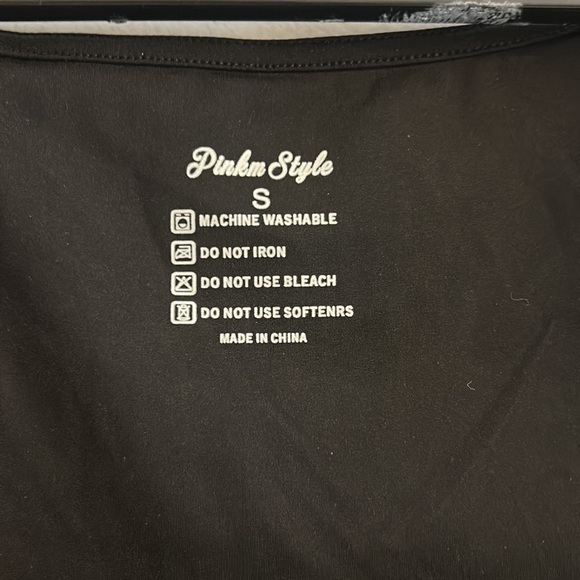 Pinkm Style
S
MACHINE WASHABLE
DO NOT IRON
DO NOT USE BLEACH
DO NOT USE SOFTENRS
MADE IN CHINA